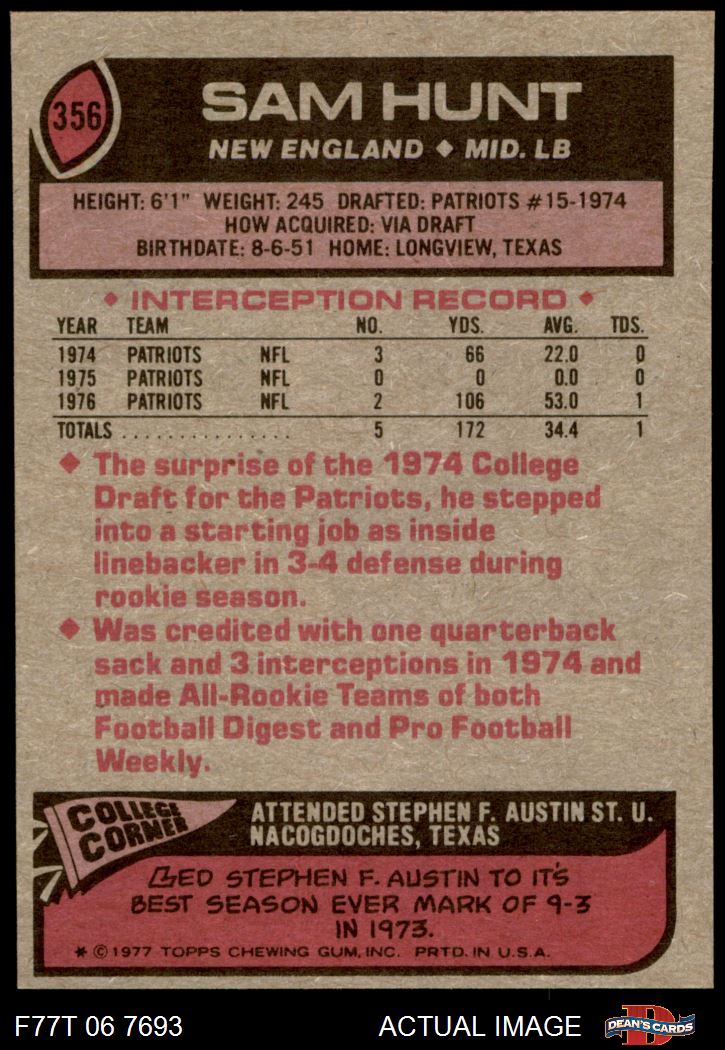 356
SAM HUNT
NEW ENGLAND ♦ MID. LB
HEIGHT: 6'1" WEIGHT: 245 DRAFTED: PATRIOTS #15-1974
HOW ACQUIRED: VIA DRAFT
BIRTHDATE: 8-6-51 HOME: LONGVIEW, TEXAS
♦ INTERCEPTION RECORD ♦
YEAR TEAM NO. YDS. AVG. TDS.
1974 PATRIOTS NFL 3 66 22.0 0
1975 PATRIOTS NFL 0 0 0.0 0
1976 PATRIOTS NFL 2 106 53.0 1
TOTALS . . . . . . . . . . . . . . . . 5 172 34.4 1
♦ The surprise of the 1974 College
Draft for the Patriots, he stepped
into a starting job as inside
linebacker in 3-4 defense during
rookie season.
♦ Was credited with one quarterback
sack and 3 interceptions in 1974 and
made All-Rookie Teams of both
Football Digest and Pro Football
Weekly.
COLLEGE
CORNER
ATTENDED STEPHEN F. AUSTIN ST. U.
NACOGDOCHES, TEXAS
LED STEPHEN F. AUSTIN TO IT'S
BEST SEASON EVER MARK OF 9-3
IN 1973.
* © 1977 TOPPS CHEWING GUM, INC. PRTD. IN U.S.A.
F77T 06 7693 ACTUAL IMAGE
D
DEAN'S CARDS